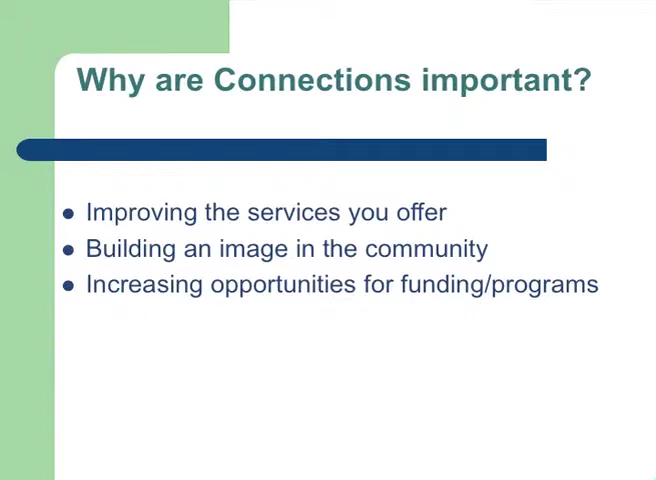 Why are Connections important?
Improving the services you offer
Building an image in the community
Increasing opportunities for funding/programs